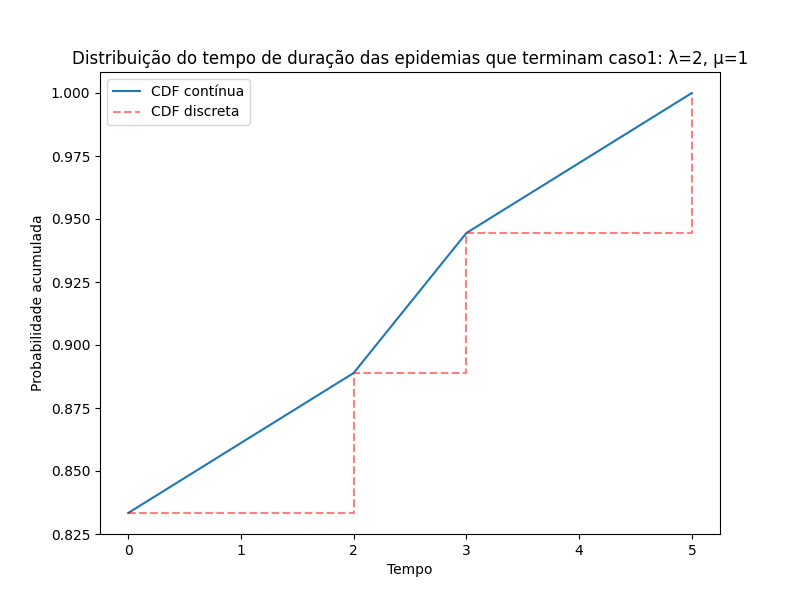 Distribuição do tempo de duração das epidemias que terminam caso1: λ=2, μ=1
CDF contínua
CDF discreta
1.000
0.975
0.950
0.925
0.900
0.875
0.850
0.825
Probabilidade acumulada
0 1 2 3 4 5
Tempo